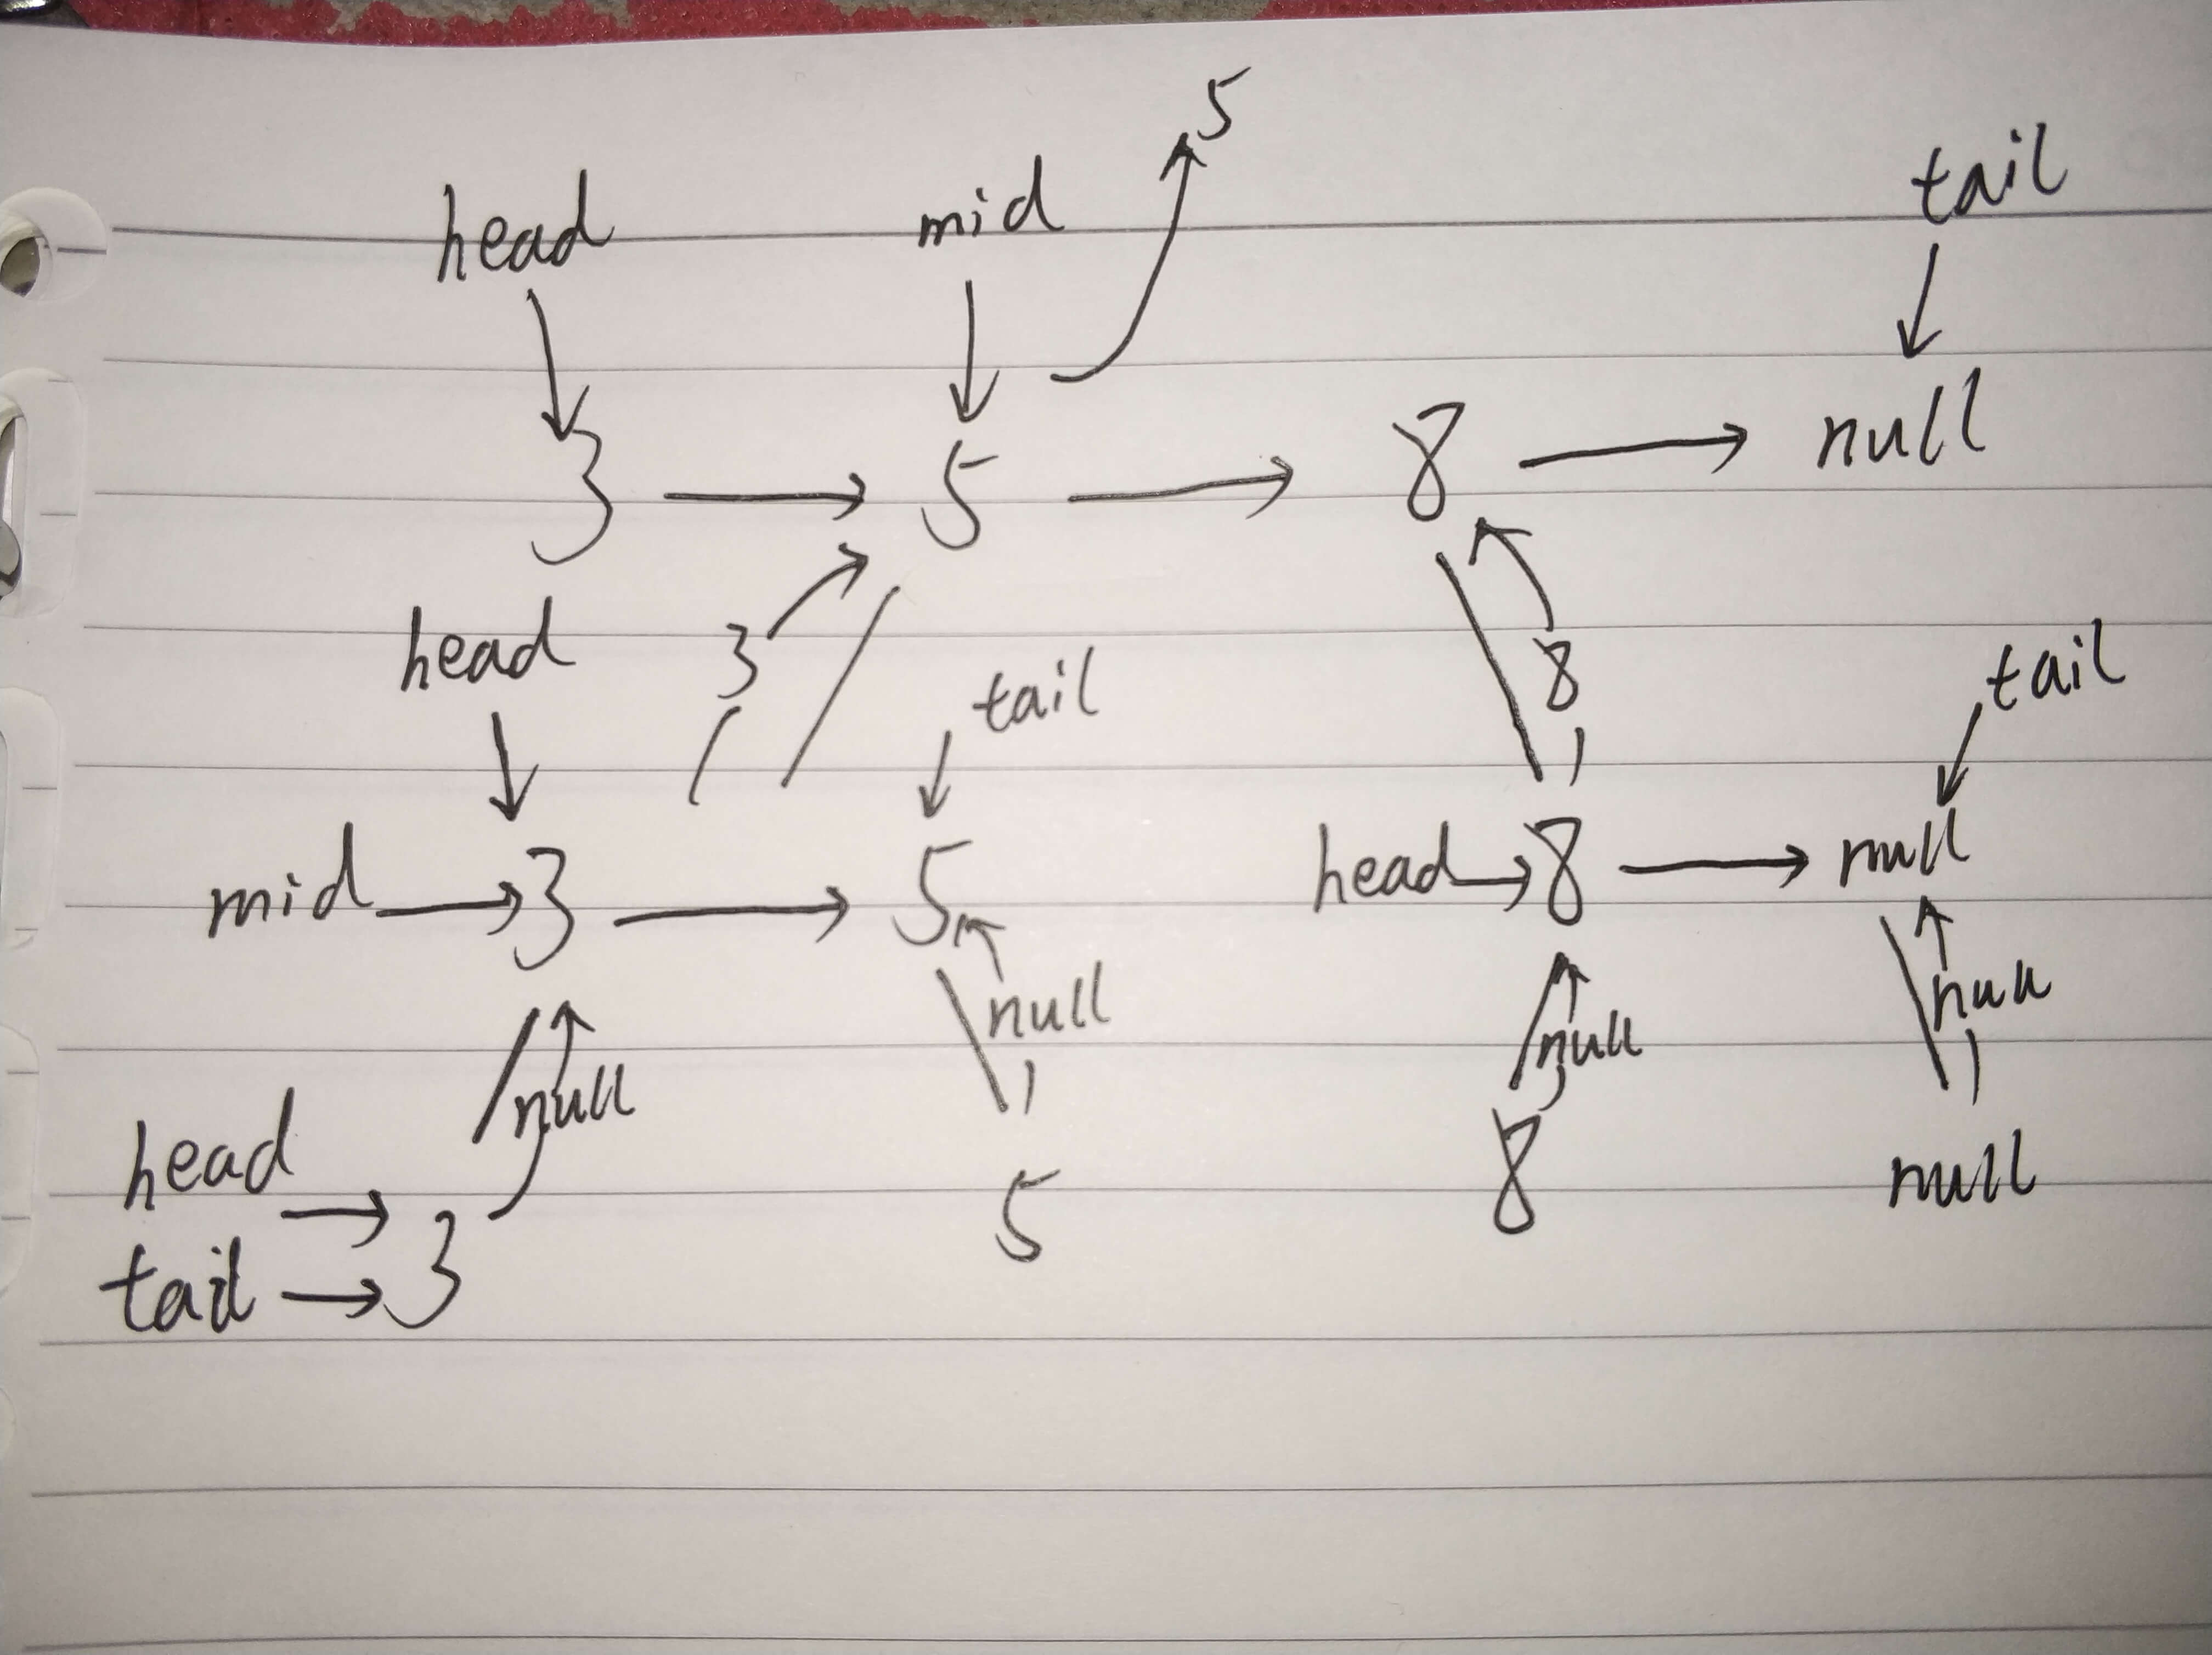 5
head mid tail
3 → 5 → 8 → null
head 3 tail 8 tail
mid → 3 → 5 head → 8 → null
null null null null
head → 3 5 8 null
tail →